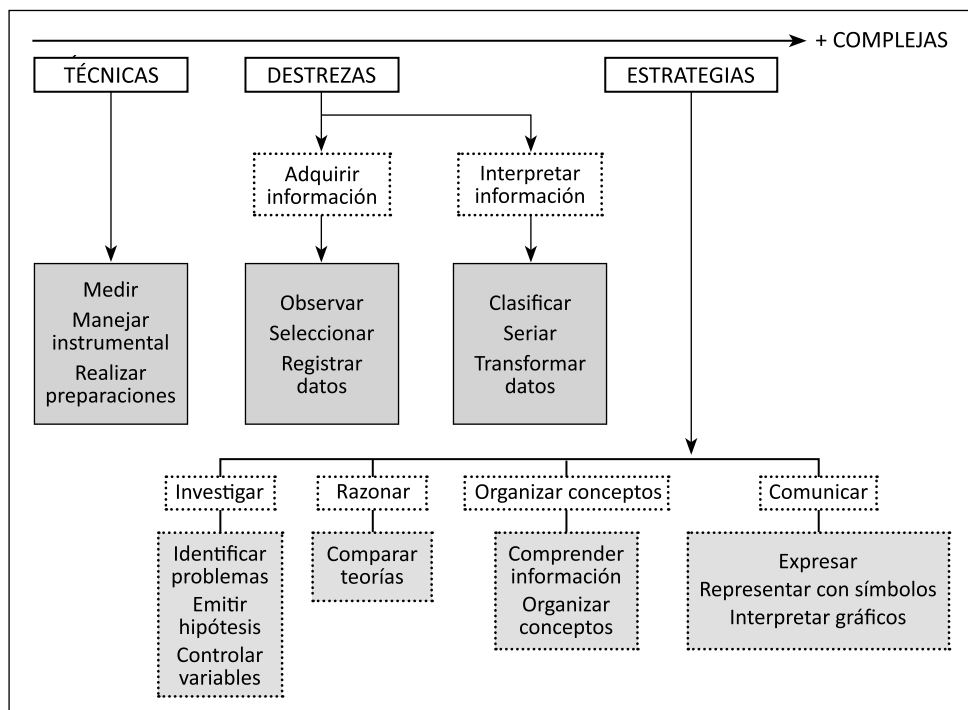 + COMPLEJAS
TÉCNICAS
DESTREZAS
ESTRATEGIAS
Adquirir
información
Interpretar
información
Medir
Manejar
instrumental
Realizar
preparaciones
Observar
Seleccionar
Registrar
datos
Clasificar
Seriar
Transformar
datos
Investigar
Razonar
Organizar conceptos
Comunicar
Identificar
problemas
Emitir
hipótesis
Controlar
variables
Comparar
teorías
Comprender
información
Organizar
conceptos
Expresar
Representar con símbolos
Interpretar gráficos